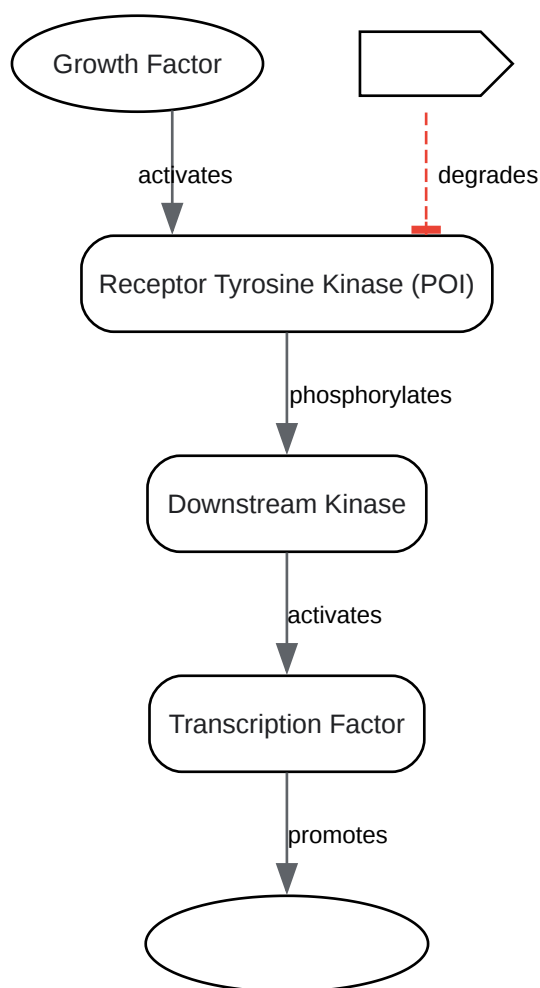 Growth Factor
activates
degrades
Receptor Tyrosine Kinase (POI)
phosphorylates
Downstream Kinase
activates
Transcription Factor
promotes